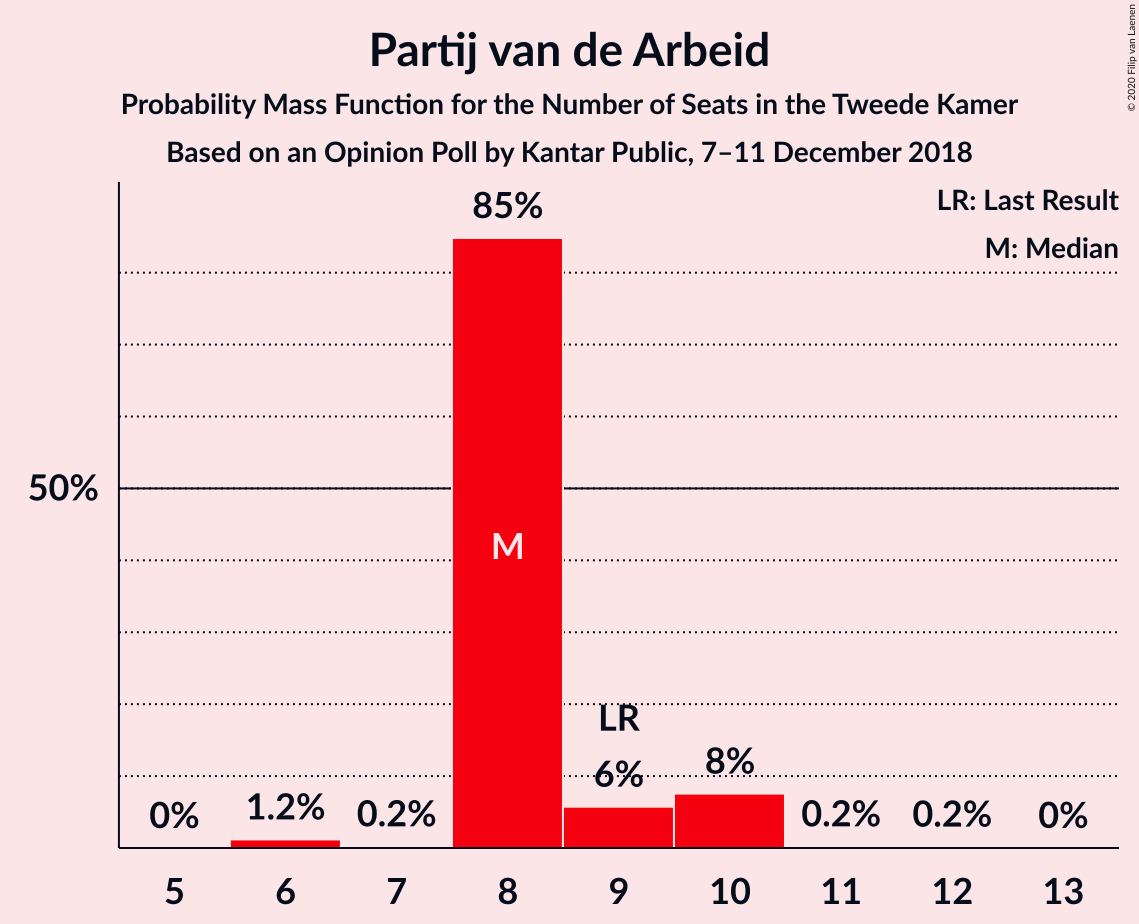 Partij van de Arbeid
Probability Mass Function for the Number of Seats in the Tweede Kamer
Based on an Opinion Poll by Kantar Public, 7–11 December 2018
© 2020 Filip van Laenen
LR: Last Result
M: Median
85%
50%
M
LR
0%
1.2%
0.2%
6%
8%
0.2%
0.2%
0%
5
6
7
8
9
10
11
12
13